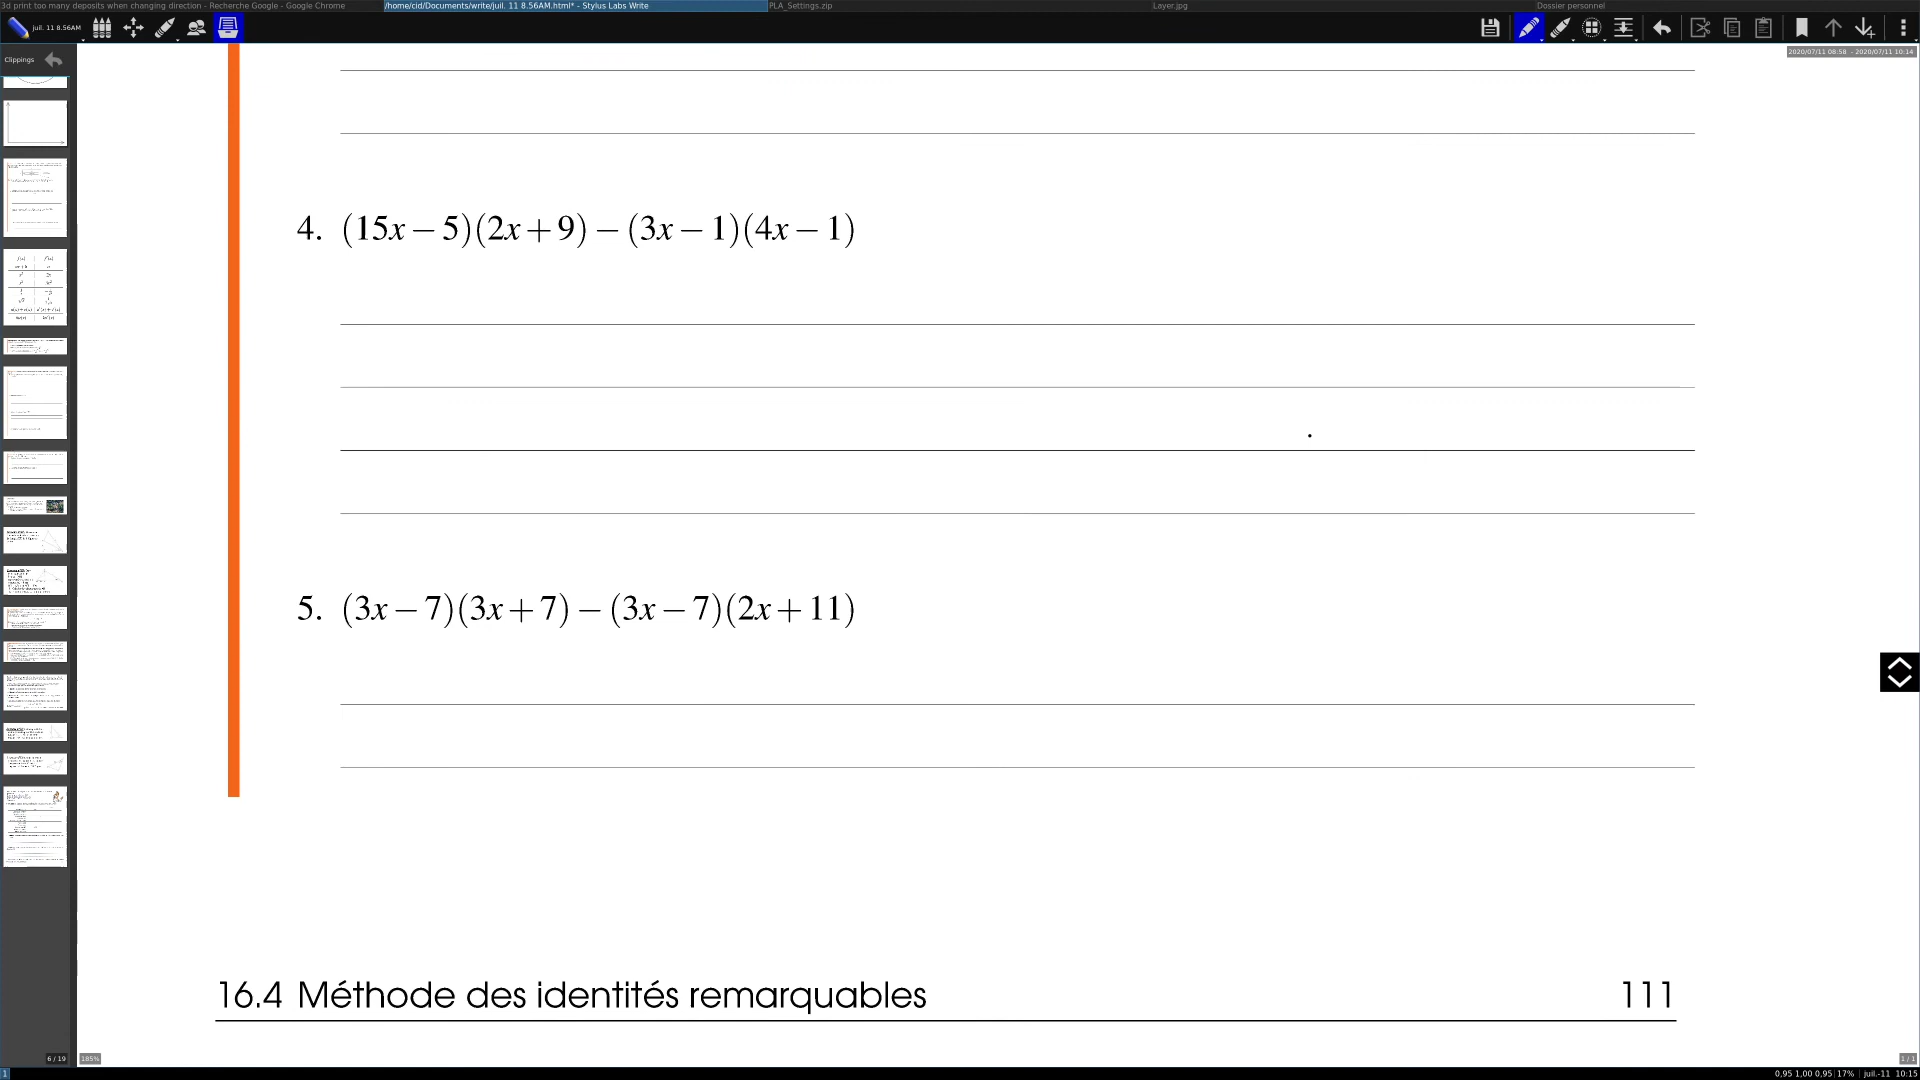 3d print too many deposits when changing direction - Recherche Google - Google Chrome
/home/cid/Documents/write/juil. 11 8.56AM.html* - Stylus Labs Write
PLA_Settings.zip
Layer.jpg
Dossier personnel
juil. 11 8.56AM
Clippings
2020/07/11 08:58 - 2020/07/11 10:14
4. (15x − 5)(2x + 9) − (3x − 1)(4x − 1)
5. (3x − 7)(3x + 7) − (3x − 7)(2x + 11)
16.4 Méthode des identités remarquables 111
6 / 19
185%
1 / 1
1
0,95 1,00 0,95 17% juil.-11 10:15